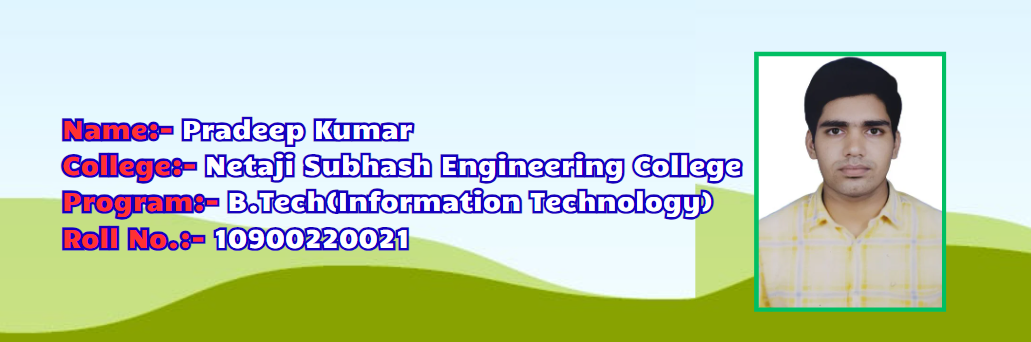 Name:- Pradeep Kumar
College:- Netaji Subhash Engineering College
Program:- B.Tech(Information Technology)
Roll No.:- 10900220021